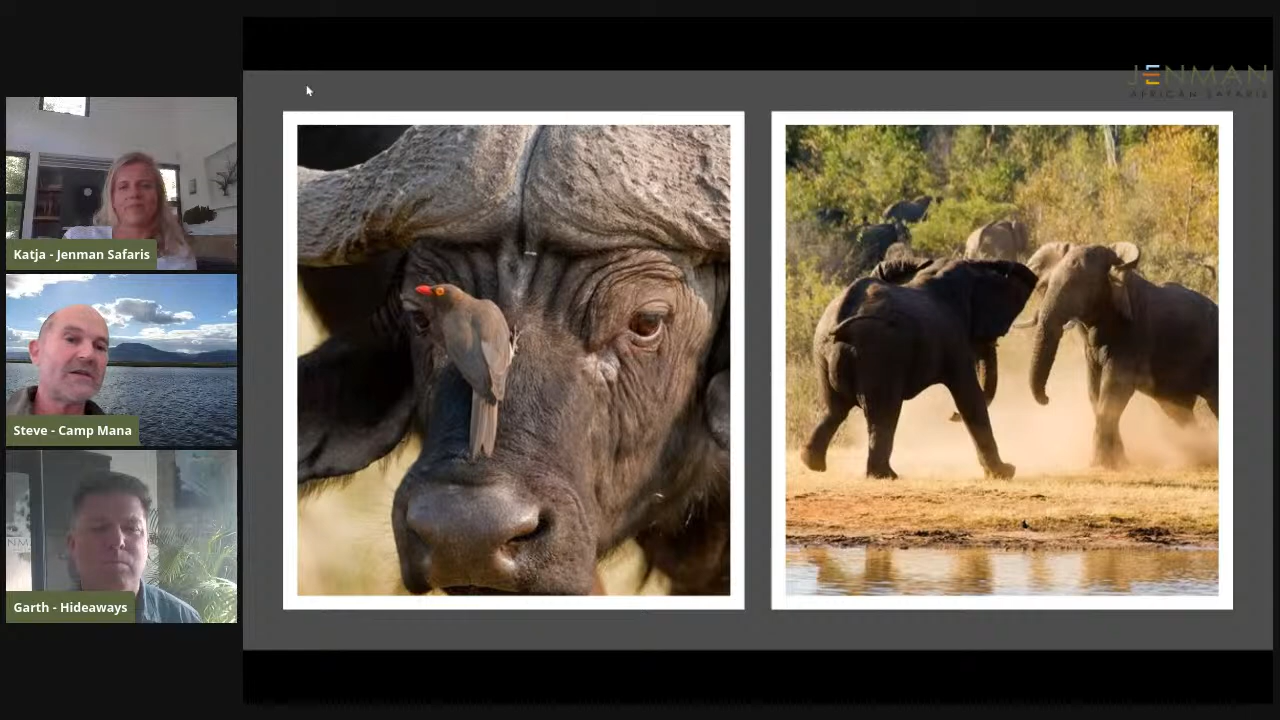 JENMAN
AFRICAN SAFARIS
Katja - Jenman Safaris
Steve - Camp Mana
Garth - Hideaways